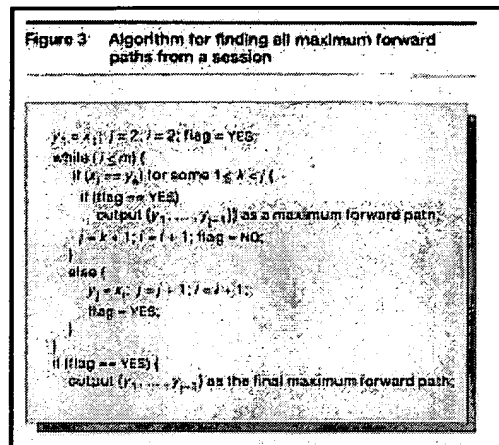 Figure 3 Algorithm for finding all maximum forward
paths from a session
y₁ = x₁; j = 2; i = 2; flag = YES;
while (i ≤ m) {
if (xᵢ == yₖ) for some 1 ≤ k < j {
if (flag == YES)
output {y₁, ..., yⱼ₋₁}} as a maximum forward path;
j = k + 1; i = i + 1; flag = NO;
}
else {
yⱼ = xᵢ; j = j + 1; i = i + 1;
flag = YES;
}
}
if (flag == YES) {
output {y₁, ..., yⱼ₋₁} as the final maximum forward path;